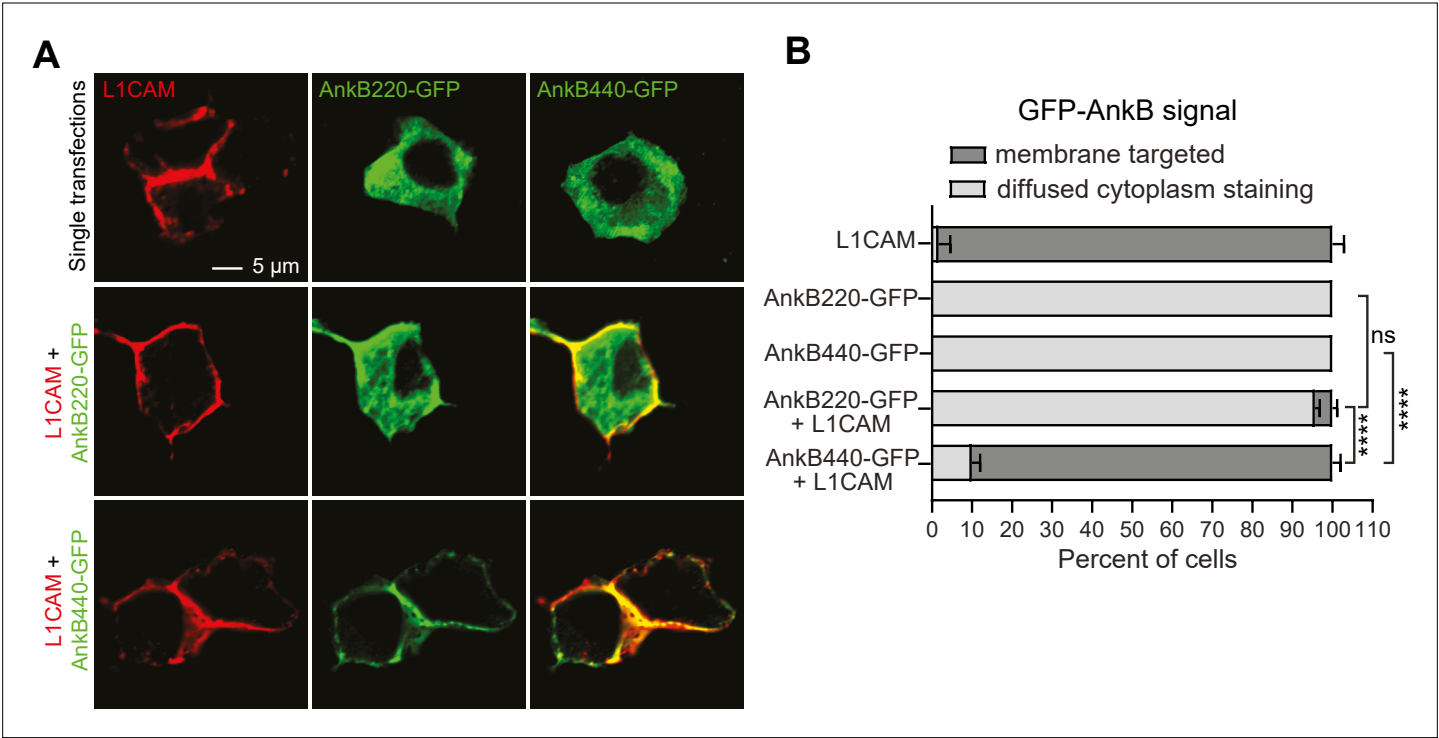 A
Single transfections
L1CAM
AnkB220-GFP
AnkB440-GFP
5 µm
L1CAM +
AnkB220-GFP
L1CAM +
AnkB440-GFP
B
GFP-AnkB signal
membrane targeted
diffused cytoplasm staining
L1CAM
AnkB220-GFP
AnkB440-GFP
AnkB220-GFP
+ L1CAM
AnkB440-GFP
+ L1CAM
ns
****
****
0 10 20 30 40 50 60 70 80 90 100 110
Percent of cells